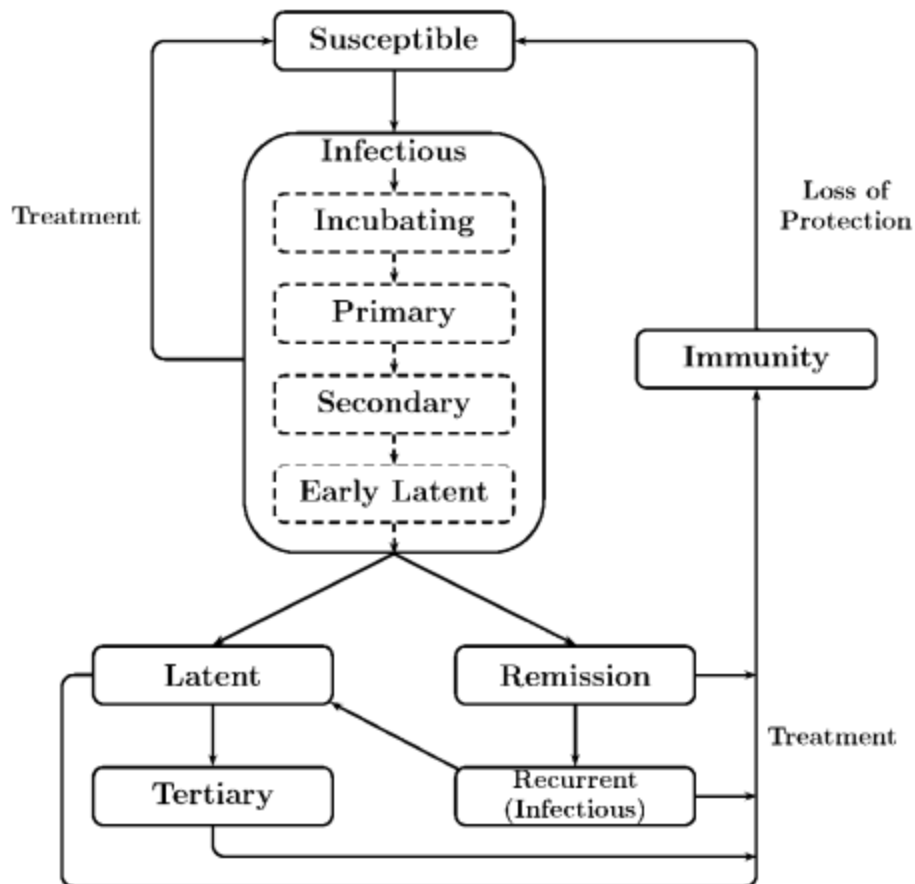 Susceptible
Infectious
Incubating
Treatment
Loss of
Protection
Primary
Immunity
Secondary
Early Latent
Latent
Remission
Treatment
Tertiary
Recurrent
(Infectious)